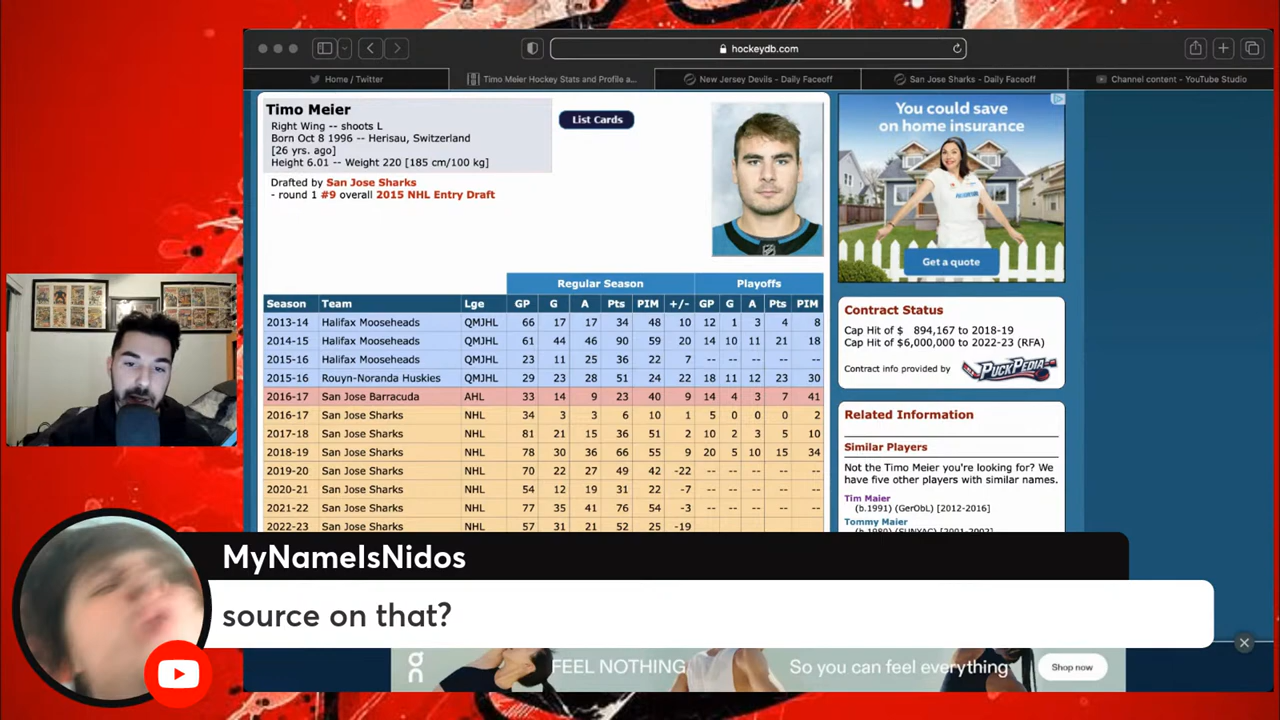 hockeydb.com
Home / Twitter
Timo Meier Hockey Stats and Profile a...
New Jersey Devils - Daily Faceoff
San Jose Sharks - Daily Faceoff
Channel content - YouTube Studio
Timo Meier
Right Wing -- shoots L
Born Oct 8 1996 -- Herisau, Switzerland
[26 yrs. ago]
Height 6.01 -- Weight 220 [185 cm/100 kg]
List Cards
Drafted by San Jose Sharks
- round 1 #9 overall 2015 NHL Entry Draft
Regular Season Playoffs
Season Team Lge GP G A Pts PIM +/- GP G A Pts PIM
2013-14 Halifax Mooseheads QMJHL 66 17 17 34 48 10 12 1 3 4 8
2014-15 Halifax Mooseheads QMJHL 61 44 46 90 59 20 14 10 11 21 18
2015-16 Halifax Mooseheads QMJHL 23 11 25 36 22 7 -- -- -- -- --
2015-16 Rouyn-Noranda Huskies QMJHL 29 23 28 51 24 22 18 11 12 23 30
2016-17 San Jose Barracuda AHL 33 14 9 23 40 9 14 4 3 7 41
2016-17 San Jose Sharks NHL 34 3 3 6 10 1 5 0 0 0 2
2017-18 San Jose Sharks NHL 81 21 15 36 51 2 10 2 3 5 10
2018-19 San Jose Sharks NHL 78 30 36 66 55 9 20 5 10 15 34
2019-20 San Jose Sharks NHL 70 22 27 49 42 -22 -- -- -- -- --
2020-21 San Jose Sharks NHL 54 12 19 31 22 -7 -- -- -- -- --
2021-22 San Jose Sharks NHL 77 35 41 76 54 -3 -- -- -- -- --
2022-23 San Jose Sharks NHL 57 31 21 52 25 -19
You could save
on home insurance
Get a quote
Contract Status
Cap Hit of $ 894,167 to 2018-19
Cap Hit of $6,000,000 to 2022-23 (RFA)
Contract info provided by PUCKPEDIA
Related Information
Similar Players
Not the Timo Meier you're looking for? We
have five other players with similar names.
Tim Maier
(b.1991) (GerObL) [2012-2016]
Tommy Maier
MyNameIsNidos
source on that?
FEEL NOTHING.
So you can feel everything
Shop now